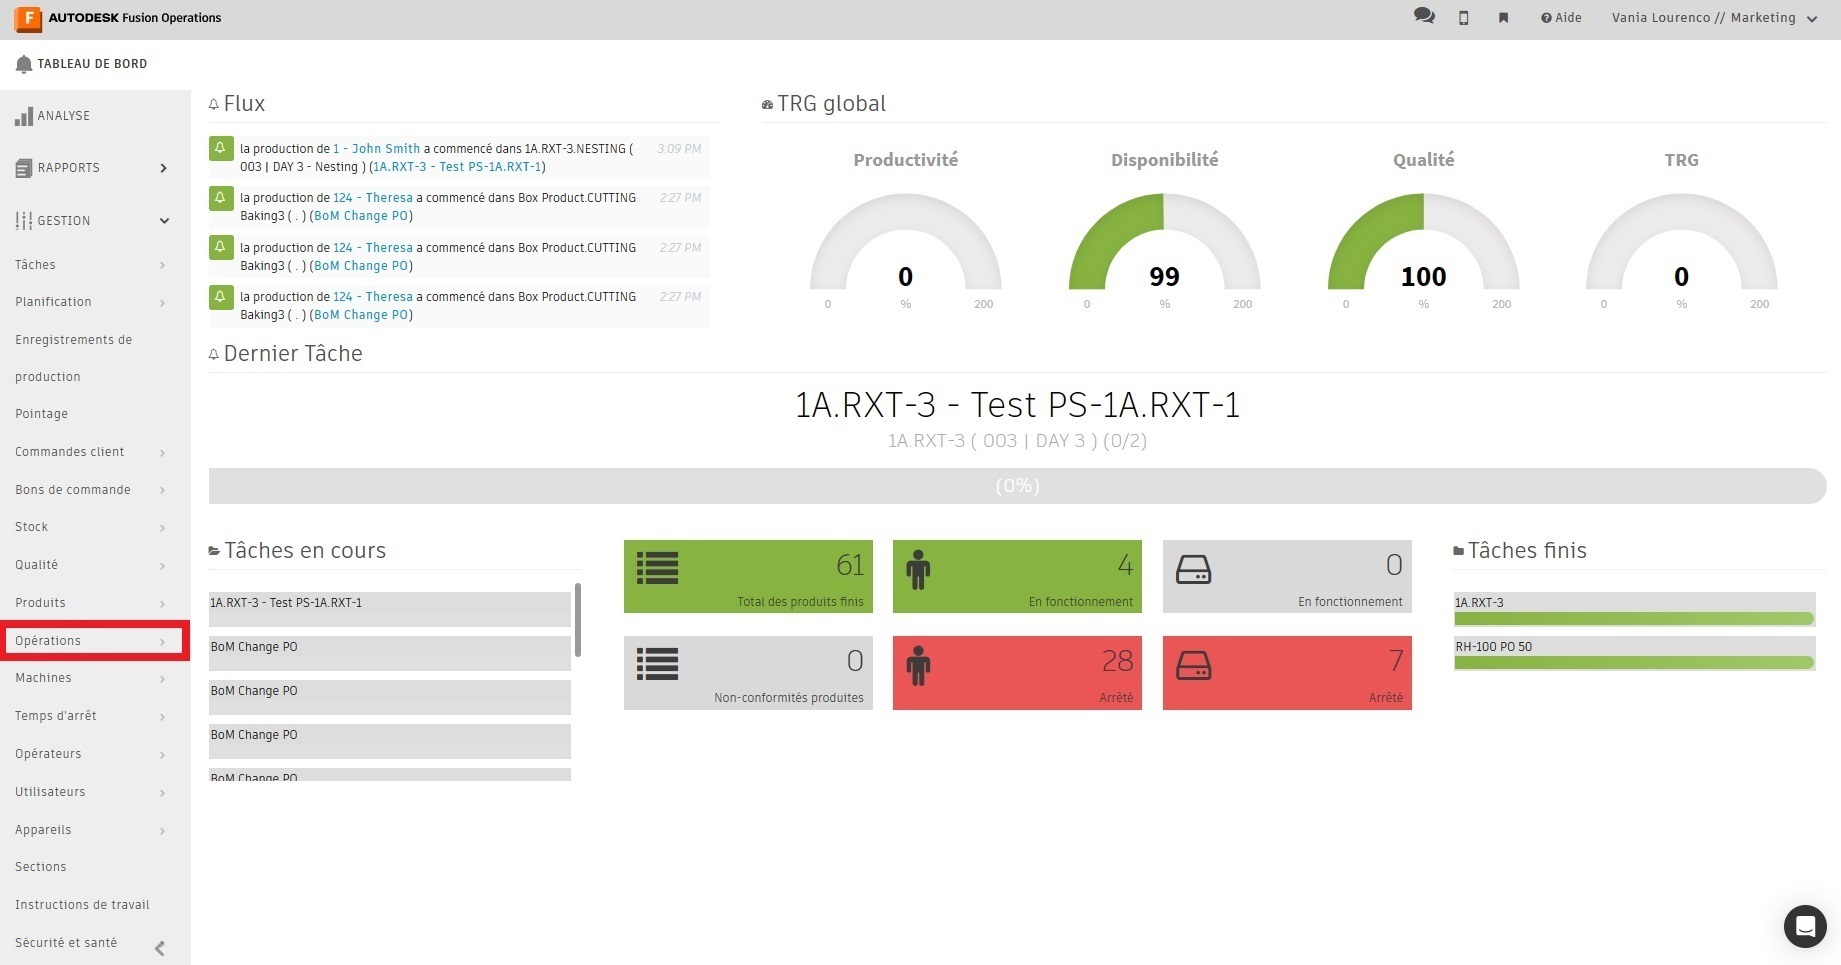 AUTODESK Fusion Operations
Aide
Vania Lourenco // Marketing
TABLEAU DE BORD
ANALYSE
RAPPORTS
GESTION
Tâches
Planification
Enregistrements de
production
Pointage
Commandes client
Bons de commande
Stock
Qualité
Produits
Opérations
Machines
Temps d'arrêt
Opérateurs
Utilisateurs
Appareils
Sections
Instructions de travail
Sécurité et santé
Flux
la production de 1 - John Smith a commencé dans 1A.RXT-3.NESTING ( 3:09 PM
003 | DAY 3 - Nesting ) (1A.RXT-3 - Test PS-1A.RXT-1)
la production de 124 - Theresa a commencé dans Box Product.CUTTING 2:27 PM
Baking3 ( . ) (BoM Change PO)
la production de 124 - Theresa a commencé dans Box Product.CUTTING 2:27 PM
Baking3 ( . ) (BoM Change PO)
la production de 124 - Theresa a commencé dans Box Product.CUTTING 2:27 PM
Baking3 ( . ) (BoM Change PO)
TRG global
Productivité
0
0 % 200
Disponibilité
99
0 % 200
Qualité
100
0 % 200
TRG
0
0 % 200
Dernier Tâche
1A.RXT-3 - Test PS-1A.RXT-1
1A.RXT-3 ( 003 | DAY 3 ) (0/2)
(0%)
Tâches en cours
1A.RXT-3 - Test PS-1A.RXT-1
BoM Change PO
BoM Change PO
BoM Change PO
BoM Change PO
61
Total des produits finis
4
En fonctionnement
0
En fonctionnement
0
Non-conformités produites
28
Arrêté
7
Arrêté
Tâches finis
1A.RXT-3
RH-100 PO 50